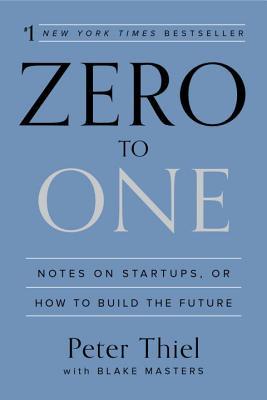 #1 NEW YORK TIMES BESTSELLER
ZERO
TO
ONE
NOTES ON STARTUPS, OR
HOW TO BUILD THE FUTURE
Peter Thiel
with BLAKE MASTERS